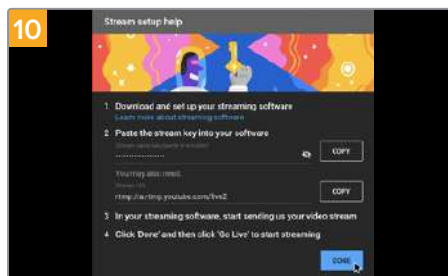 10
Stream setup help
1 Download and set up your streaming software
Learn more about streaming software
2 Paste the stream key into your software
COPY
You may also need:
Stream URL
rtmp://a.rtmp.youtube.com/live2
COPY
3 In your streaming software, start sending us your video stream
4 Click 'Done' and then click 'Go Live' to start streaming
DONE